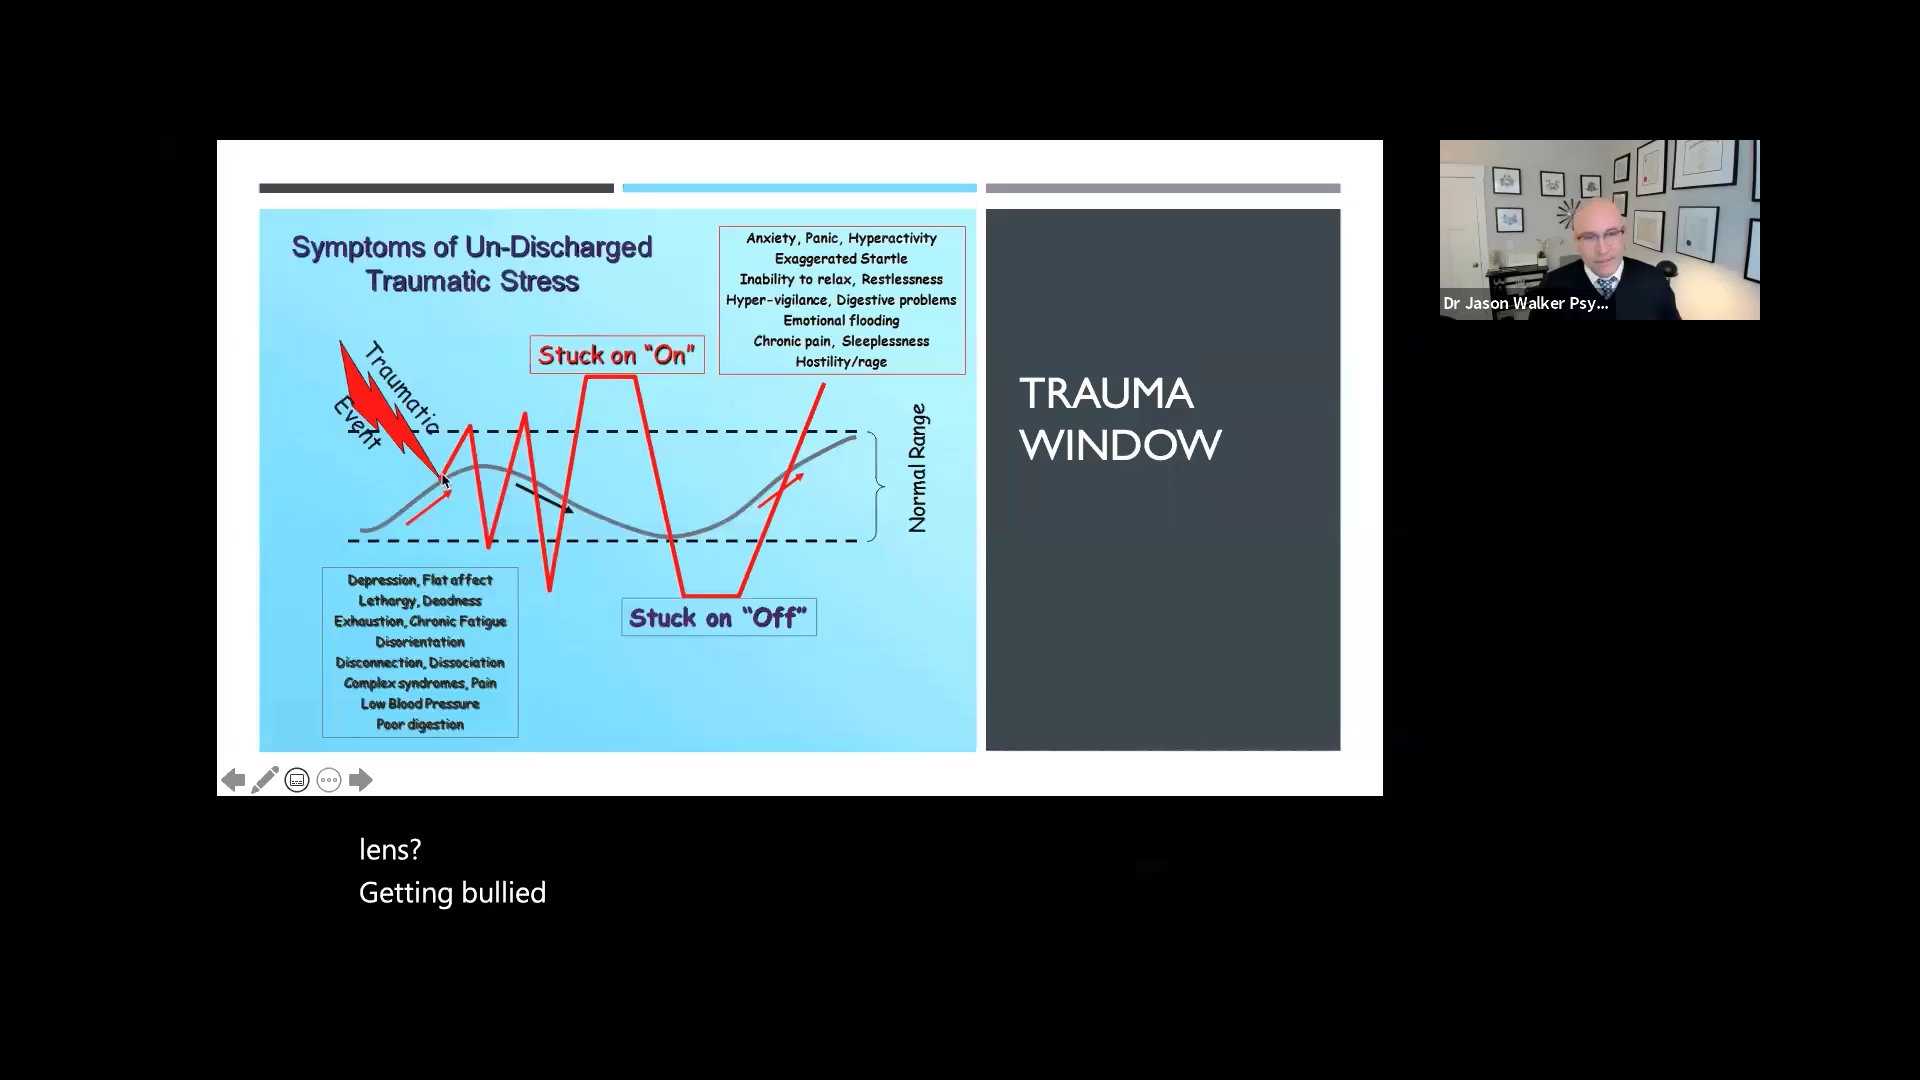 Symptoms of Un-Discharged
Traumatic Stress
Anxiety, Panic, Hyperactivity
Exaggerated Startle
Inability to relax, Restlessness
Hyper-vigilance, Digestive problems
Emotional flooding
Chronic pain, Sleeplessness
Hostility/rage
Stuck on “On”
Traumatic
Event
Normal Range
Depression, Flat affect
Lethargy, Deadness
Exhaustion, Chronic Fatigue
Disorientation
Disconnection, Dissociation
Complex syndromes, Pain
Low Blood Pressure
Poor digestion
Stuck on “Off”
TRAUMA
WINDOW
Dr Jason Walker Psy...
lens?
Getting bullied